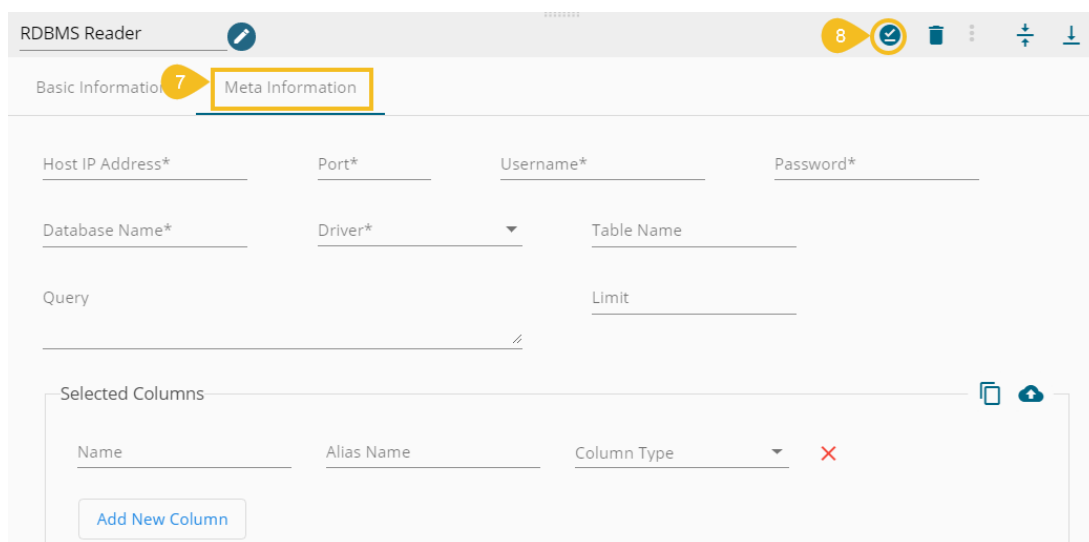 RDBMS Reader
8
Basic Information
7
Meta Information
Host IP Address*
Port*
Username*
Password*
Database Name*
Driver*
Table Name
Query
Limit
Selected Columns
Name
Alias Name
Column Type
Add New Column